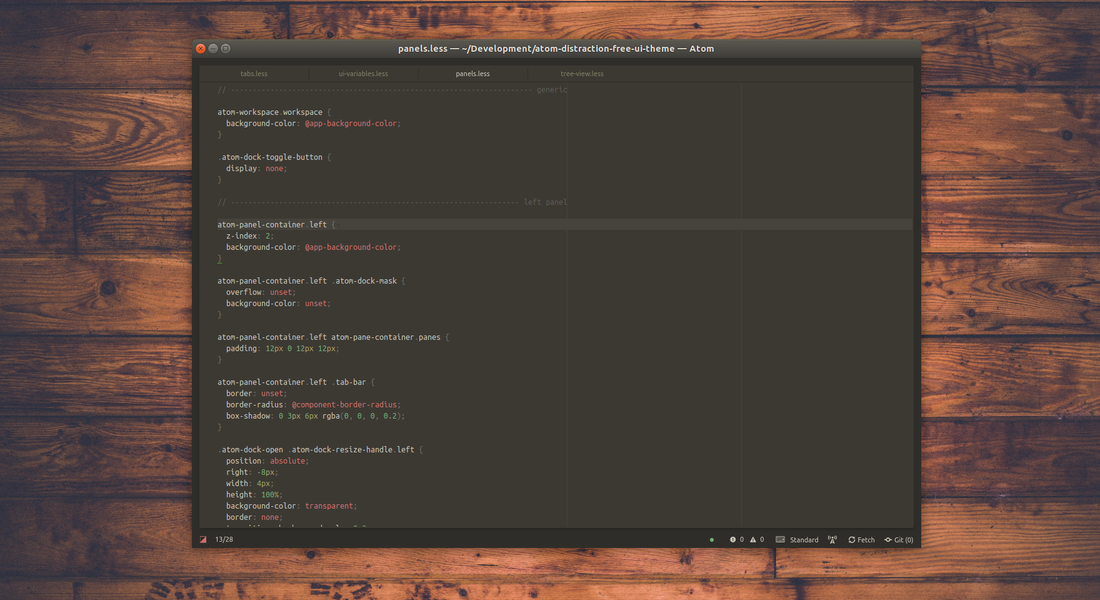 panels.less — ~/Development/atom-distraction-free-ui-theme — Atom
tabs.less ui-variables.less panels.less tree-view.less
// ---------------------------------------------------------------------- generic
atom-workspace.workspace {
background-color: @app-background-color;
}
.atom-dock-toggle-button {
display: none;
}
// ------------------------------------------------------------------- left panel
atom-panel-container.left {
z-index: 2;
background-color: @app-background-color;
}
atom-panel-container.left .atom-dock-mask {
overflow: unset;
background-color: unset;
}
atom-panel-container.left atom-pane-container.panes {
padding: 12px 0 12px 12px;
}
atom-panel-container.left .tab-bar {
border: unset;
border-radius: @component-border-radius;
box-shadow: 0 3px 6px rgba(0, 0, 0, 0.2);
}
.atom-dock-open .atom-dock-resize-handle.left {
position: absolute;
right: -8px;
width: 4px;
height: 100%;
background-color: transparent;
border: none;
13/28 0 0 Standard Fetch Git (0)